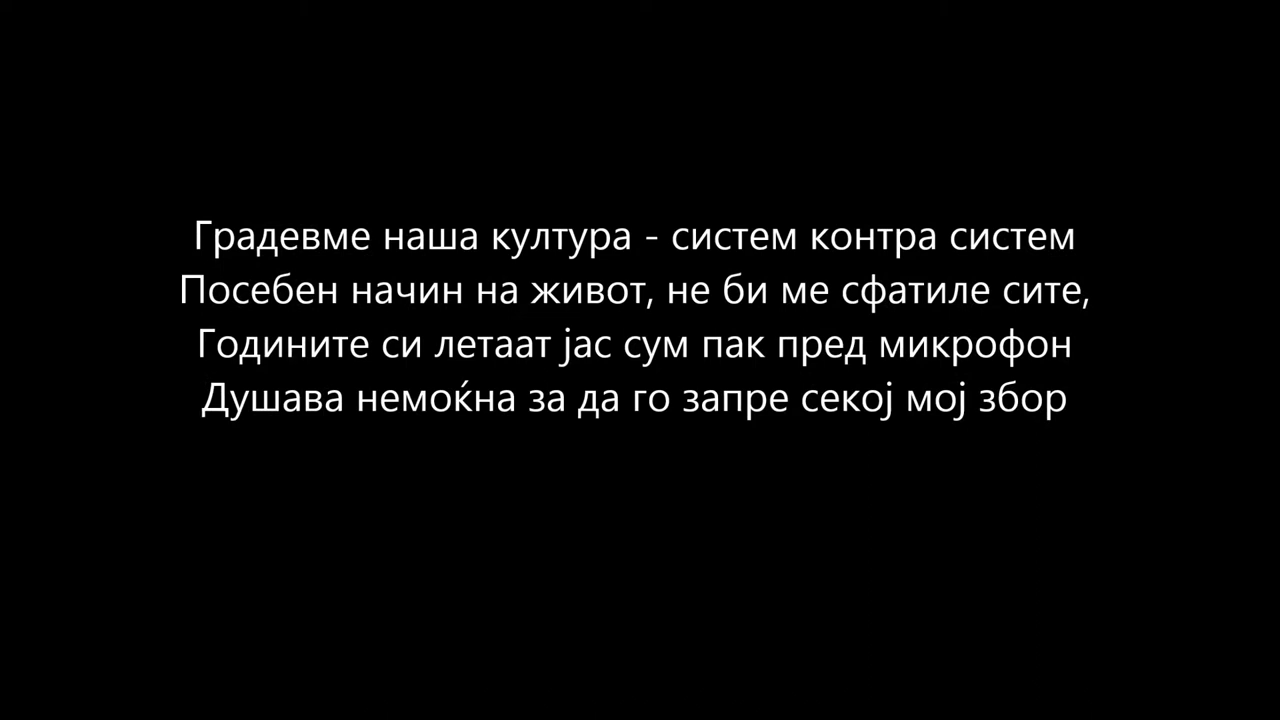 Градевме наша култура - систем контра систем
Посебен начин на живот, не би ме сфатиле сите,
Годините си летаат јас сум пак пред микрофон
Душава немоќна за да го запре секој мој збор